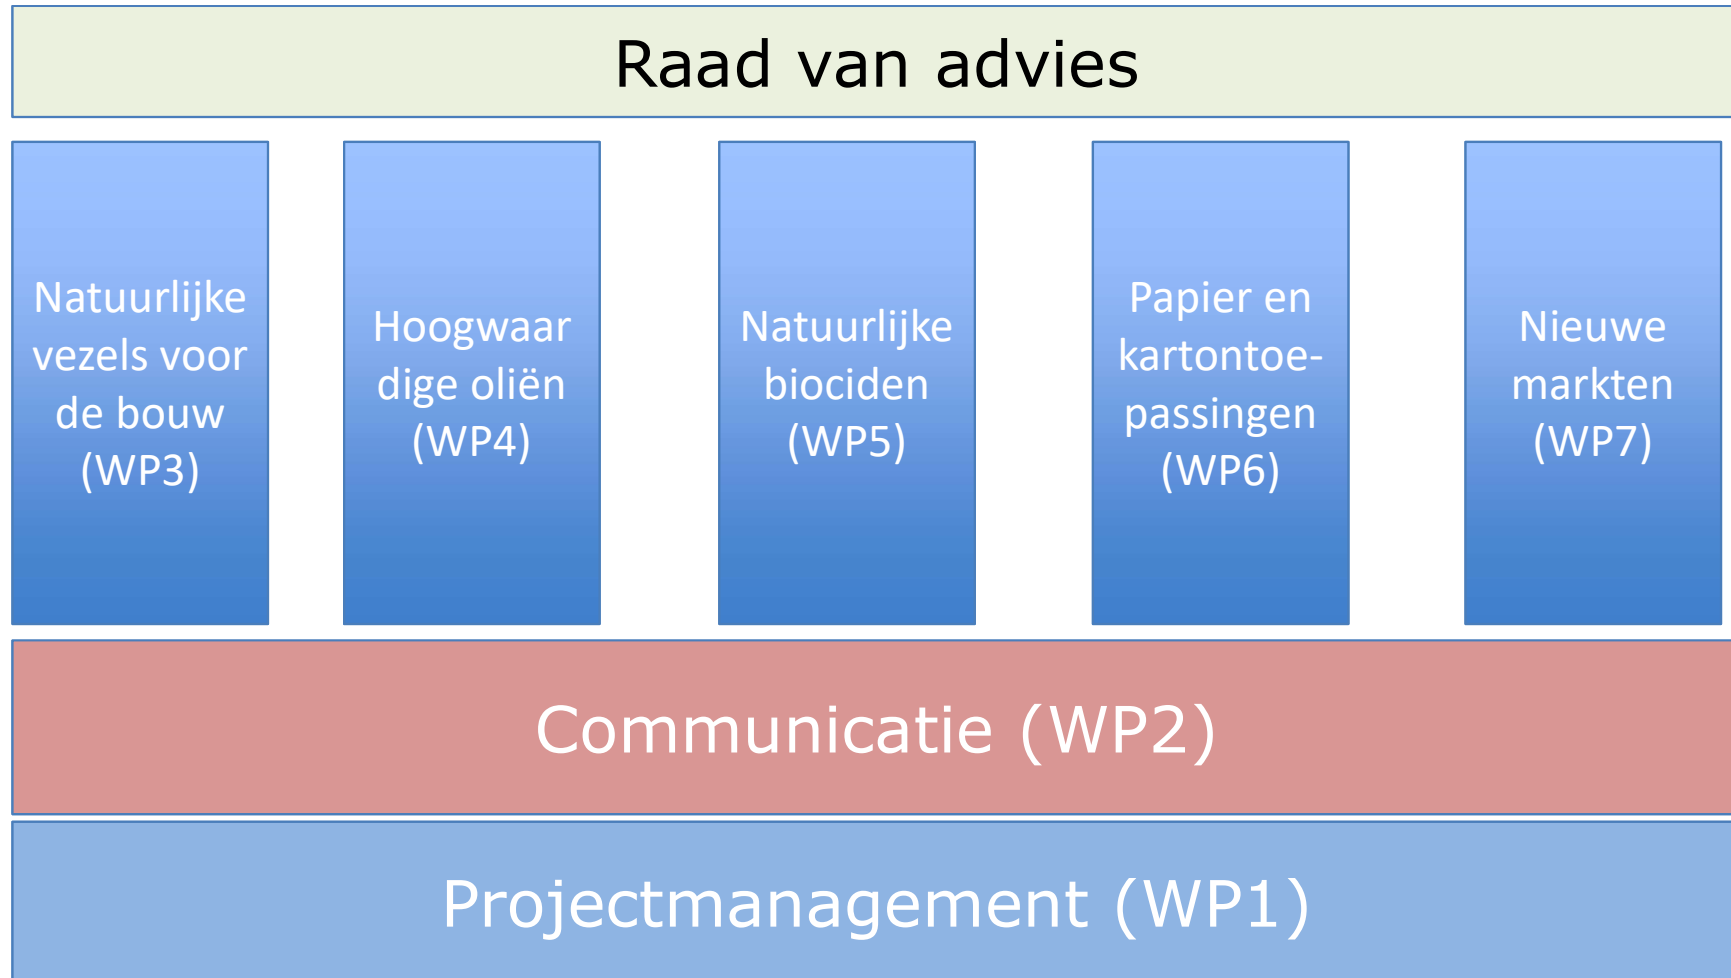 Raad van advies
Natuurlijke
vezels voor
de bouw
(WP3)
Hoogwaar
dige oliën
(WP4)
Natuurlijke
biociden
(WP5)
Papier en
kartontoe-
passingen
(WP6)
Nieuwe
markten
(WP7)
Communicatie (WP2)
Projectmanagement (WP1)